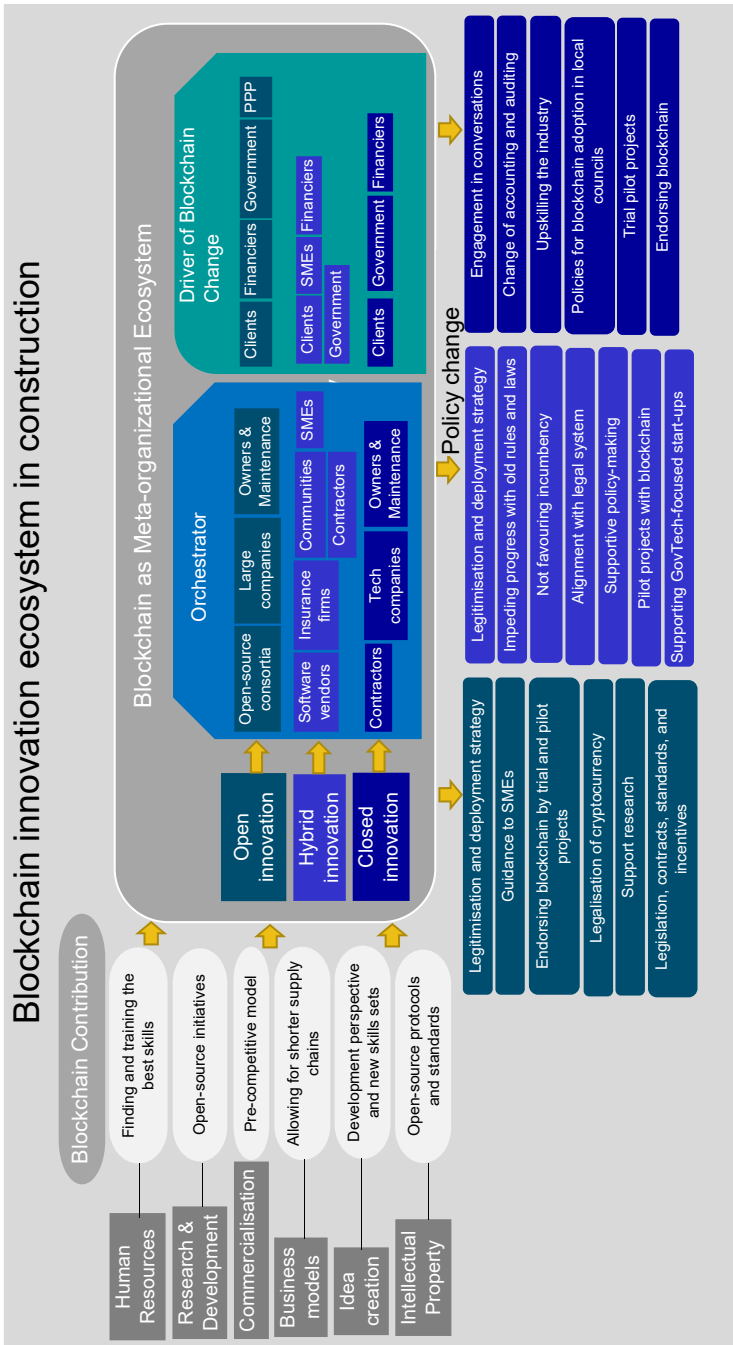 Blockchain innovation ecosystem in construction
Blockchain Contribution
Human
Resources
Finding and training the
best skills
Research &
Development
Open-source initiatives
Commercialisation
Pre-competitive model
Business
models
Allowing for shorter supply
chains
Idea
creation
Development perspective
and new skills sets
Intellectual
Property
Open-source protocols
and standards
Blockchain as Meta-organizational Ecosystem
Open
innovation
Hybrid
innovation
Closed
innovation
Orchestrator
Open-source
consortia
Large
companies
Owners &
Maintenance
Software
vendors
Insurance
firms
Communities
SMEs
Contractors
Contractors
Tech
companies
Owners &
Maintenance
Driver of Blockchain
Change
Clients
Financiers
Government
PPP
Clients
SMEs
Financiers
Government
Clients
Government
Financiers
Policy change
Legitimisation and deployment strategy
Guidance to SMEs
Endorsing blockchain by trial and pilot
projects
Legalisation of cryptocurrency
Support research
Legislation, contracts, standards, and
incentives
Legitimisation and deployment strategy
Impeding progress with old rules and laws
Not favouring incumbency
Alignment with legal system
Supportive policy-making
Pilot projects with blockchain
Supporting GovTech-focused start-ups
Engagement in conversations
Change of accounting and auditing
Upskilling the industry
Policies for blockchain adoption in local
councils
Trial pilot projects
Endorsing blockchain